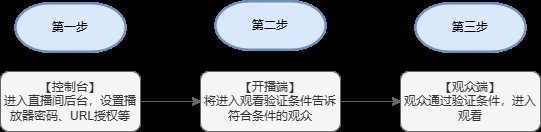 第一步
第二步
第三步
【控制台】
进入直播间后台，设置播
放器密码、URL授权等
【开播端】
将进入观看验证条件告诉
符合条件的观众
【观众端】
观众通过验证条件，进入
观看